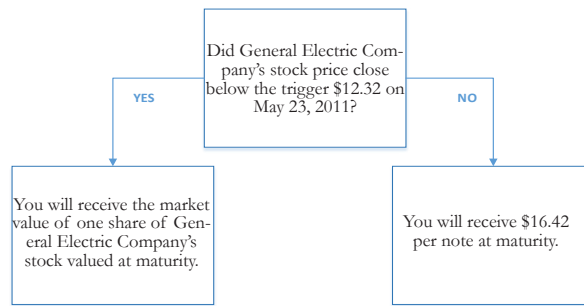 Did General Electric Com-
pany's stock price close
below the trigger $12.32 on
May 23, 2011?
YES
NO
You will receive the market
value of one share of Gen-
eral Electric Company's
stock valued at maturity.
You will receive $16.42
per note at maturity.